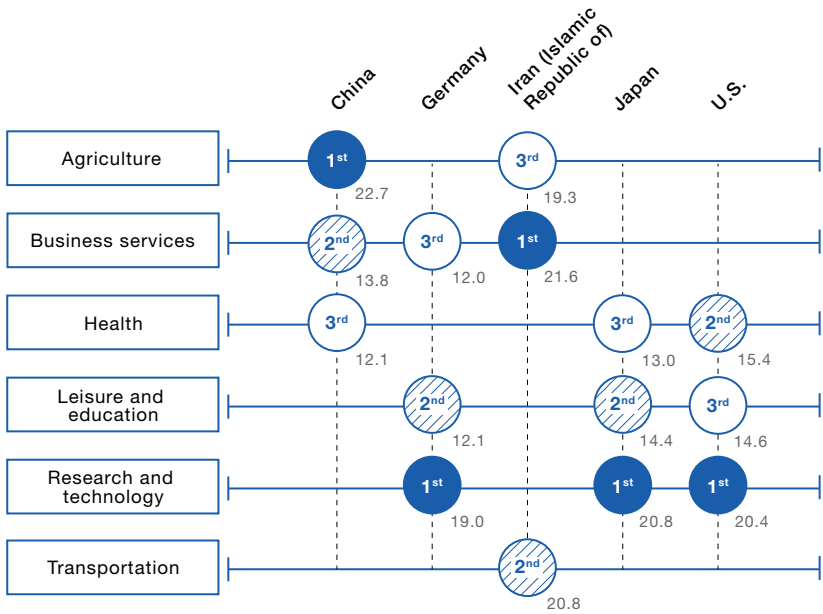 China
Germany
Iran (Islamic
Republic of)
Japan
U.S.
Agriculture
1st
22.7
3rd
19.3
Business services
2nd
13.8
3rd
12.0
1st
21.6
Health
3rd
12.1
3rd
13.0
2nd
15.4
Leisure and
education
2nd
12.1
2nd
14.4
3rd
14.6
Research and
technology
1st
19.0
1st
20.8
1st
20.4
Transportation
2nd
20.8